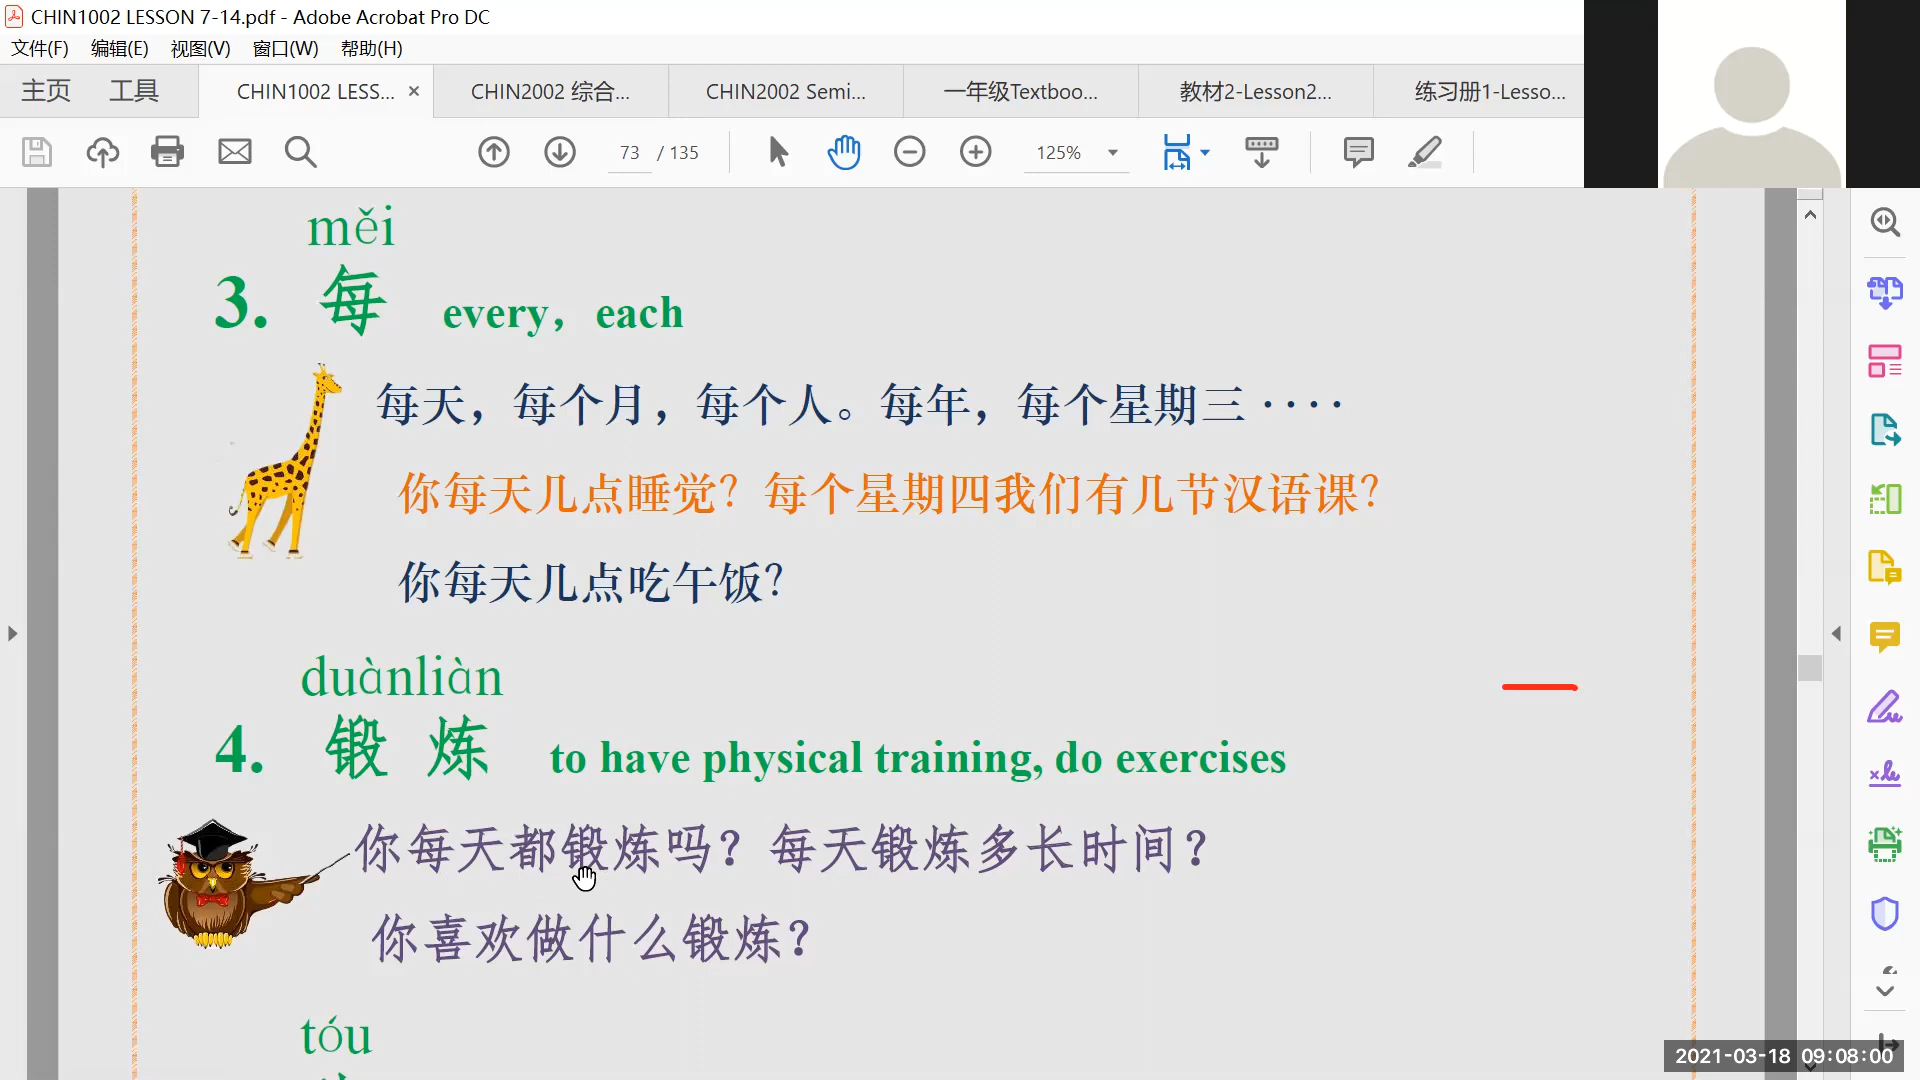 CHIN1002 LESSON 7-14.pdf - Adobe Acrobat Pro DC
文件(F) 编辑(E) 视图(V) 窗口(W) 帮助(H)
主页 工具 CHIN1002 LESS... × CHIN2002 综合... CHIN2002 Semi... 一年级Textboo... 教材2-Lesson2... 练习册1-Lesso...
73 / 135 125%
měi
3. 每 every，each
每天，每个月，每个人。每年，每个星期三 ····
你每天几点睡觉？每个星期四我们有几节汉语课？
你每天几点吃午饭？
duànliàn
4. 锻 炼 to have physical training, do exercises
你每天都锻炼吗？每天锻炼多长时间？
你喜欢做什么锻炼？
tóu
2021-03-18 09:08:00